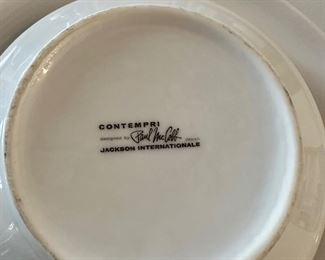 CONTEMPRI
designed by Paul McCobb
JACKSON INTERNATIONALE